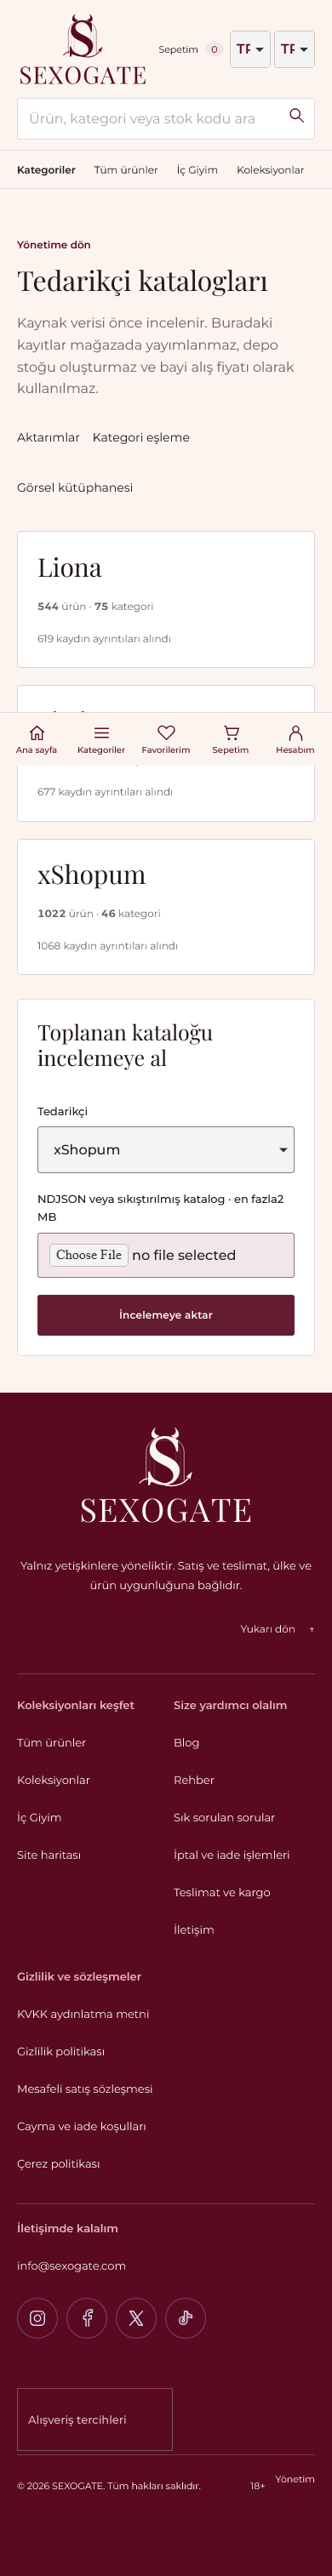 SEXOGATE
Sepetim 0
TF
TF
Ürün, kategori veya stok kodu ara
Kategoriler Tüm ürünler İç Giyim Koleksiyonlar
Yönetime dön
Tedarikçi katalogları
Kaynak verisi önce incelenir. Buradaki
kayıtlar mağazada yayımlanmaz, depo
stoğu oluşturmaz ve bayi alış fiyatı olarak
kullanılmaz.
Aktarımlar Kategori eşleme
Görsel kütüphanesi
Liona
544 ürün · 75 kategori
619 kaydın ayrıntıları alındı
Ana sayfa Kategoriler Favorilerim Sepetim Hesabım
677 kaydın ayrıntıları alındı
xShopum
1022 ürün · 46 kategori
1068 kaydın ayrıntıları alındı
Toplanan kataloğu
incelemeye al
Tedarikçi
xShopum
NDJSON veya sıkıştırılmış katalog · en fazla2
MB
Choose File no file selected
İncelemeye aktar
SEXOGATE
Yalnız yetişkinlere yöneliktir. Satış ve teslimat, ülke ve
ürün uygunluğuna bağlıdır.
Yukarı dön ↑
Koleksiyonları keşfet
Tüm ürünler
Koleksiyonlar
İç Giyim
Site haritası
Size yardımcı olalım
Blog
Rehber
Sık sorulan sorular
İptal ve iade işlemleri
Teslimat ve kargo
İletişim
Gizlilik ve sözleşmeler
KVKK aydınlatma metni
Gizlilik politikası
Mesafeli satış sözleşmesi
Cayma ve iade koşulları
Çerez politikası
İletişimde kalalım
info@sexogate.com
Alışveriş tercihleri
© 2026 SEXOGATE. Tüm hakları saklıdır. 18+ Yönetim